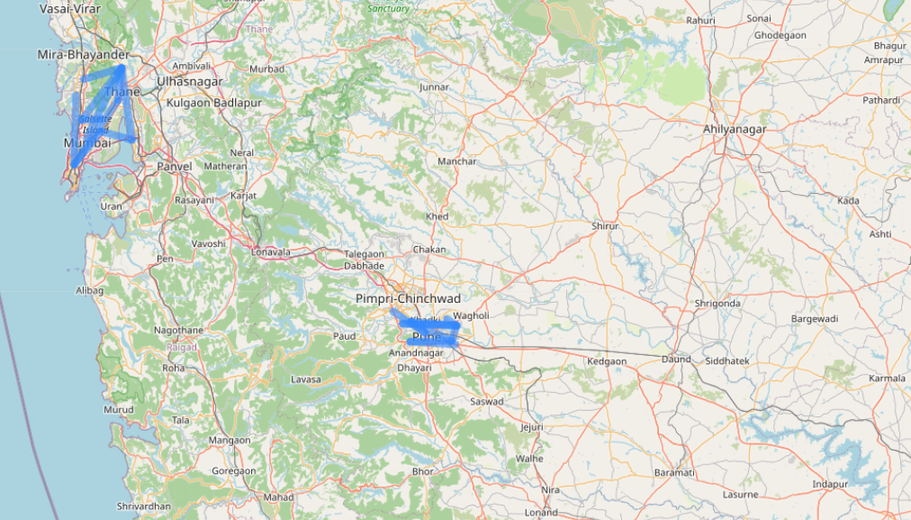 Vasai-Virar
Sanctuary
Thane
Rahuri
Sonai
Ghodegaon
Mira-Bhayander
Ambivali
Murbad
Bhagur
Amrapur
Ulhasnagar
Thane
Junnar
Kulgaon Badlapur
Pathardi
Salsette
Island
Ahilyanagar
Mumbai
Neral
Manchar
Panvel
Matheran
Karjat
Rasayani
Kada
Uran
Khed
Shirur
Ashti
Vavoshi
Chakan
Lonavala
Talegaon
Dabhade
Pen
Alibag
Pimpri-Chinchwad
Shrigonda
Wagholi
Bargewadi
Khadki
Nagothane
Paud
Pune
Raigad
Anandnagar
Roha
Dhayari
Kedgaon
Daund
Siddhatek
Lavasa
Karmala
Saswad
Murud
Tala
Jejuri
Mangaon
Walhe
Goregaon
Bhor
Baramati
Nira
Indapur
Mahad
Lasurne
Shrivardhan
Lonand